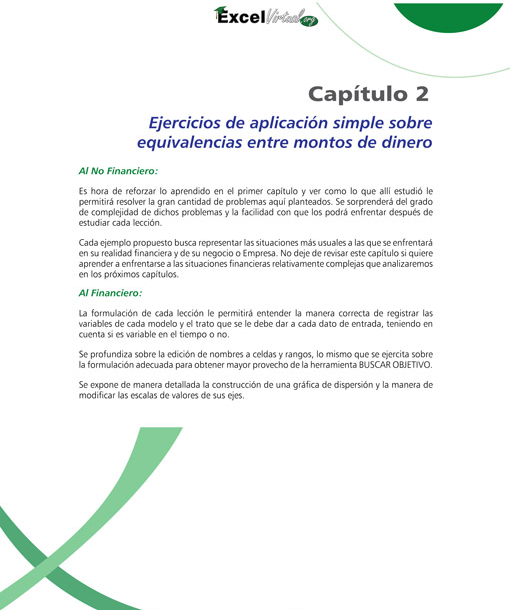 ExcelVirtual.org
Capítulo 2
Ejercicios de aplicación simple sobre
equivalencias entre montos de dinero
Al No Financiero:
Es hora de reforzar lo aprendido en el primer capítulo y ver como lo que allí estudió le
permitirá resolver la gran cantidad de problemas aquí planteados. Se sorprenderá del grado
de complejidad de dichos problemas y la facilidad con que los podrá enfrentar después de
estudiar cada lección.
Cada ejemplo propuesto busca representar las situaciones más usuales a las que se enfrentará
en su realidad financiera y de su negocio o Empresa. No deje de revisar este capítulo si quiere
aprender a enfrentarse a las situaciones financieras relativamente complejas que analizaremos
en los próximos capítulos.
Al Financiero:
La formulación de cada lección le permitirá entender la manera correcta de registrar las
variables de cada modelo y el trato que se le debe dar a cada dato de entrada, teniendo en
cuenta si es variable en el tiempo o no.
Se profundiza sobre la edición de nombres a celdas y rangos, lo mismo que se ejercita sobre
la formulación adecuada para obtener mayor provecho de la herramienta BUSCAR OBJETIVO.
Se expone de manera detallada la construcción de una gráfica de dispersión y la manera de
modificar las escalas de valores de sus ejes.